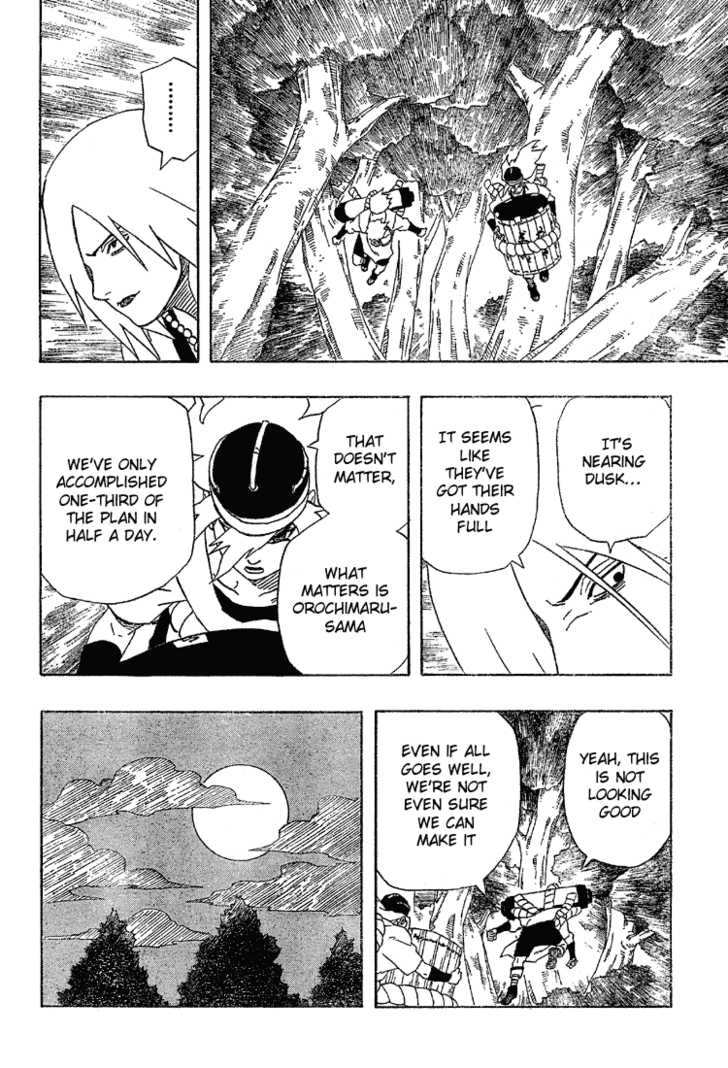 .........
IT'S
NEARING
DUSK...
IT SEEMS
LIKE
THEY'VE
GOT THEIR
HANDS
FULL
THAT
DOESN'T
MATTER,
WHAT
MATTERS IS
OROCHIMARU-
SAMA
WE'VE ONLY
ACCOMPLISHED
ONE-THIRD OF
THE PLAN IN
HALF A DAY.
YEAH, THIS
IS NOT
LOOKING
GOOD
EVEN IF ALL
GOES WELL,
WE'RE NOT
EVEN SURE
WE CAN
MAKE IT